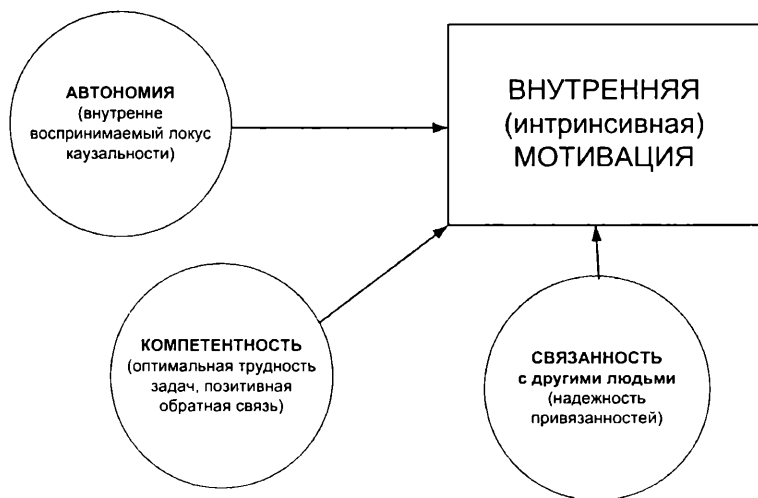 АВТОНОМИЯ
(внутренне
воспринимаемый локус
каузальности)
ВНУТРЕННЯЯ
(интринсивная)
МОТИВАЦИЯ
КОМПЕТЕНТНОСТЬ
(оптимальная трудность
задач, позитивная
обратная связь)
СВЯЗАННОСТЬ
с другими людьми
(надежность
привязанностей)